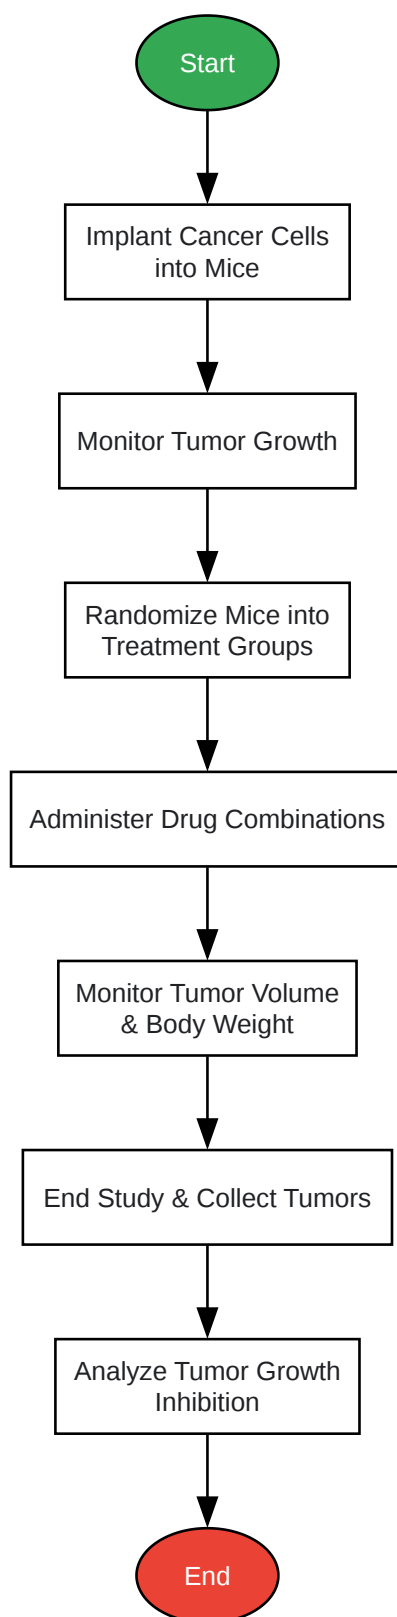 Start
Implant Cancer Cells
into Mice
Monitor Tumor Growth
Randomize Mice into
Treatment Groups
Administer Drug Combinations
Monitor Tumor Volume
& Body Weight
End Study & Collect Tumors
Analyze Tumor Growth
Inhibition
End